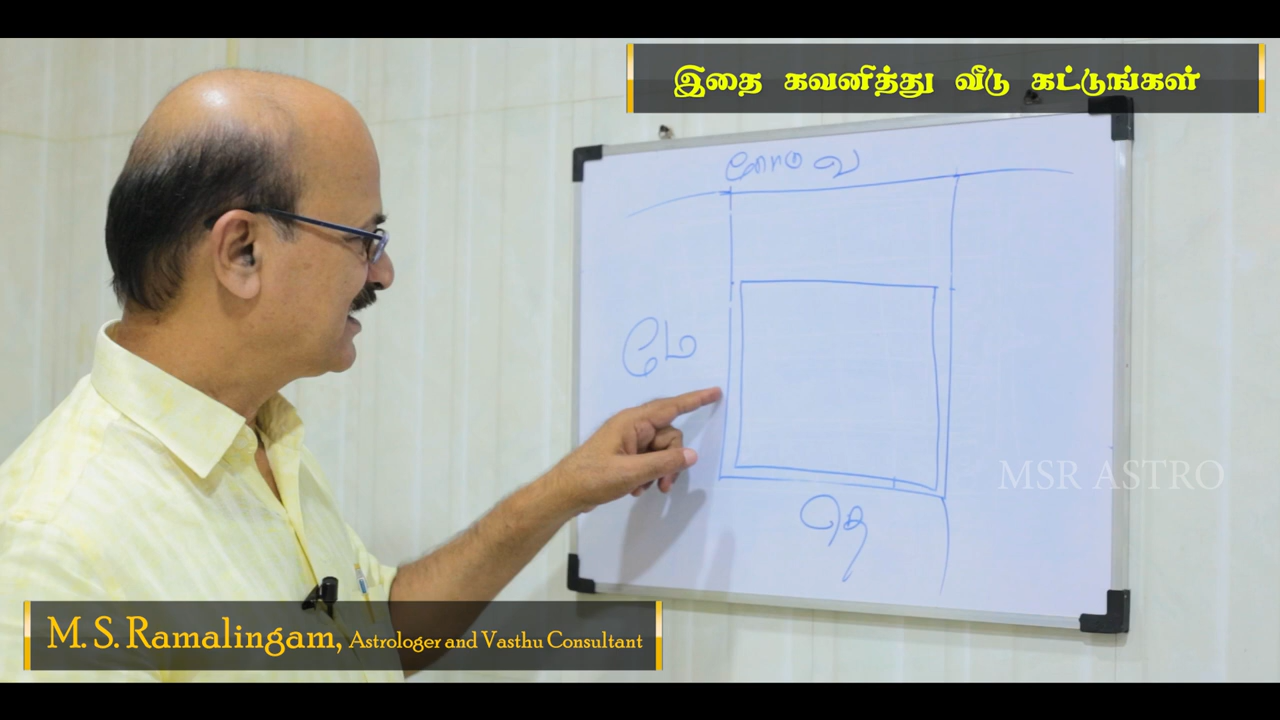 இதை கவனித்து வீடு கட்டுங்கள்
ரோடு வ
மே
தெ
MSR ASTRO
M. S. Ramalingam, Astrologer and Vasthu Consultant